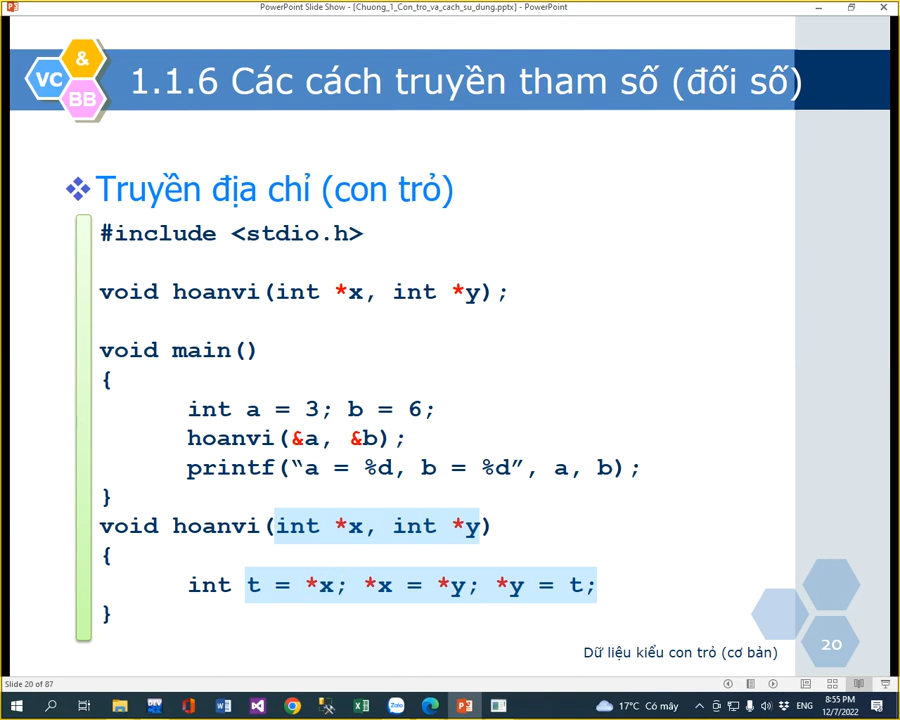 PowerPoint Slide Show - [Chuong_1_Con_tro_va_cach_su_dung.pptx] - PowerPoint
&
VC
BB
1.1.6 Các cách truyền tham số (đối số)
Truyền địa chỉ (con trỏ)
#include <stdio.h>
void hoanvi(int *x, int *y);
void main()
{
int a = 3; b = 6;
hoanvi(&a, &b);
printf(“a = %d, b = %d”, a, b);
}
void hoanvi(int *x, int *y)
{
int t = *x; *x = *y; *y = t;
}
20
Dữ liệu kiểu con trỏ (cơ bản)
Slide 20 of 87
17°C Có mây
ENG
8:55 PM
12/7/2022
Zalo